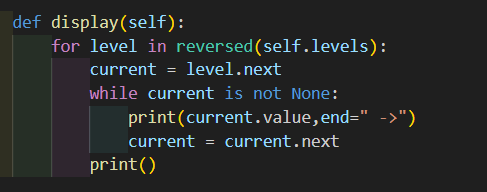 def display(self):
    for level in reversed(self.levels):
        current = level.next
        while current is not None:
            print(current.value,end=" ->")
            current = current.next
        print()